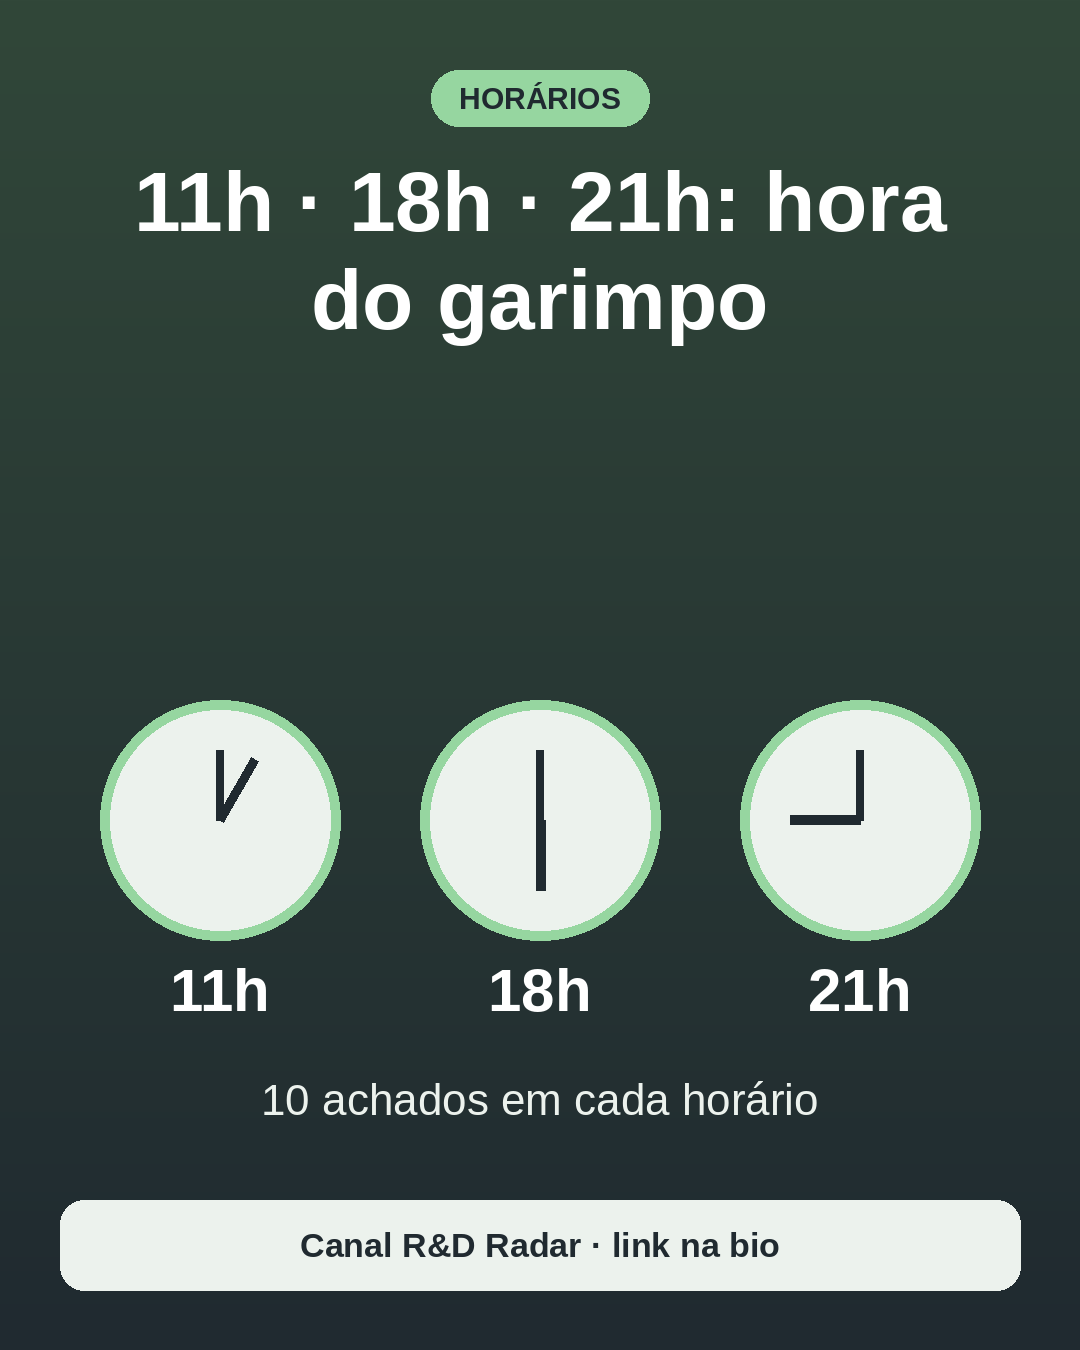 HORÁRIOS
11h · 18h · 21h: hora
do garimpo
11h
18h
21h
10 achados em cada horário
Canal R&D Radar · link na bio